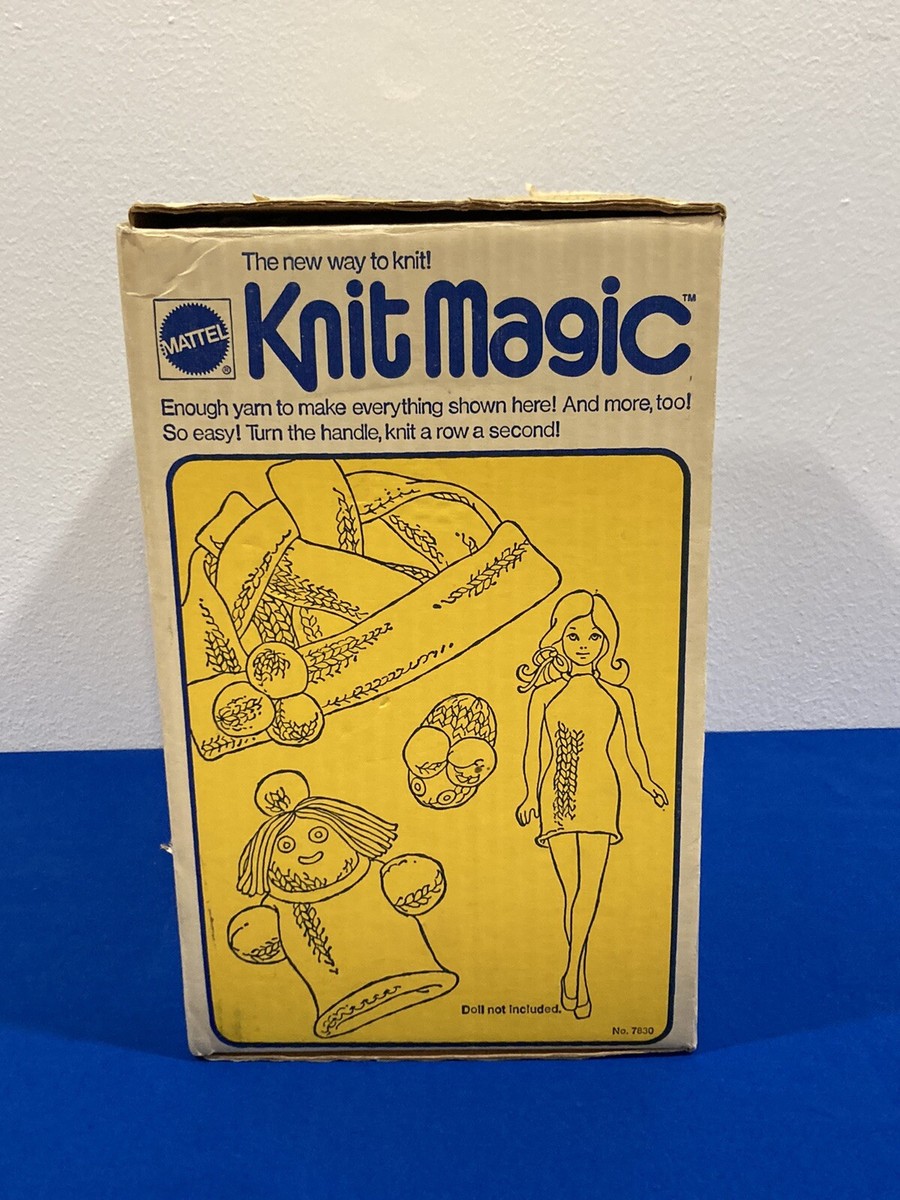 The new way to knit!
MATTEL
®
Knit Magic™
Enough yarn to make everything shown here! And more, too!
So easy! Turn the handle, knit a row a second!
Doll not included.
No. 7830